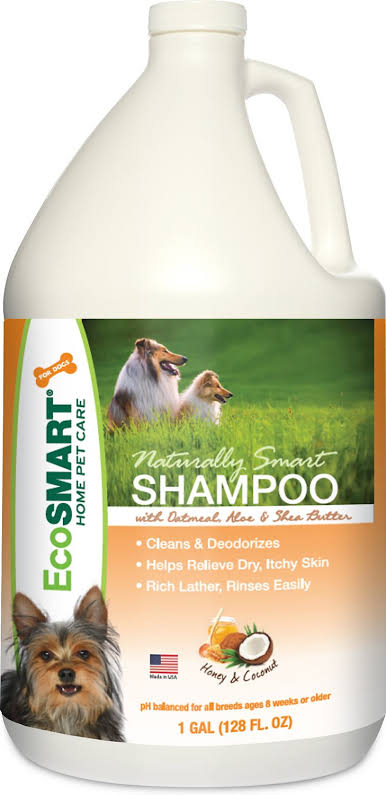 FOR DOGS
EcoSMART®
HOME PET CARE
Naturally Smart
SHAMPOO
with Oatmeal, Aloe & Shea Butter
• Cleans & Deodorizes
• Helps Relieve Dry, Itchy Skin
• Rich Lather, Rinses Easily
Honey & Coconut
Made in USA
pH balanced for all breeds ages 8 weeks or older
1 GAL (128 FL. OZ)